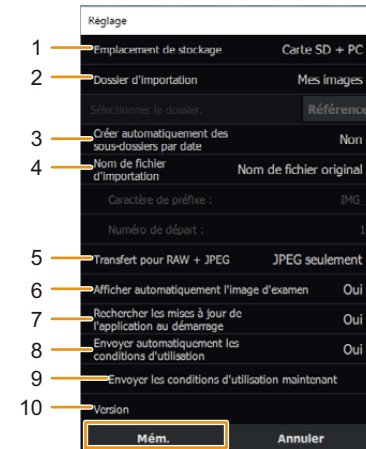 Réglage
1 Emplacement de stockage Carte SD + PC
2 Dossier d'importation Mes images
Sélectionner le dossier. Référence
3 Créer automatiquement des
sous-dossiers par date Non
4 Nom de fichier
d'importation Nom de fichier original
Caractère de préfixe : IMG_
Numéro de départ : 1
5 Transfert pour RAW + JPEG JPEG seulement
6 Afficher automatiquement l'image d'examen Oui
7 Rechercher les mises à jour de
l'application au démarrage Oui
8 Envoyer automatiquement les
conditions d'utilisation Oui
9 Envoyer les conditions d'utilisation maintenant
10 Version
Mém. Annuler